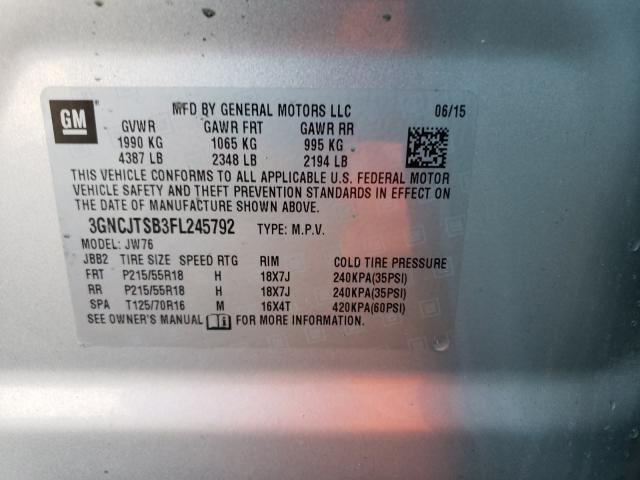 GM
MFD BY GENERAL MOTORS LLC 06/15
GVWR GAWR FRT GAWR RR
1990 KG 1065 KG 995 KG
4387 LB 2348 LB 2194 LB
THIS VEHICLE CONFORMS TO ALL APPLICABLE U.S. FEDERAL MOTOR
VEHICLE SAFETY AND THEFT PREVENTION STANDARDS IN EFFECT ON
THE DATE OF MANUFACTURE SHOWN ABOVE.
3GNCJTSB3FL245792 TYPE: M.P.V.
MODEL: JW76
JBB2 TIRE SIZE SPEED RTG RIM COLD TIRE PRESSURE
FRT P215/55R18 H 18X7J 240KPA(35PSI)
RR P215/55R18 H 18X7J 240KPA(35PSI)
SPA T125/70R16 M 16X4T 420KPA(60PSI)
SEE OWNER'S MANUAL FOR MORE INFORMATION.